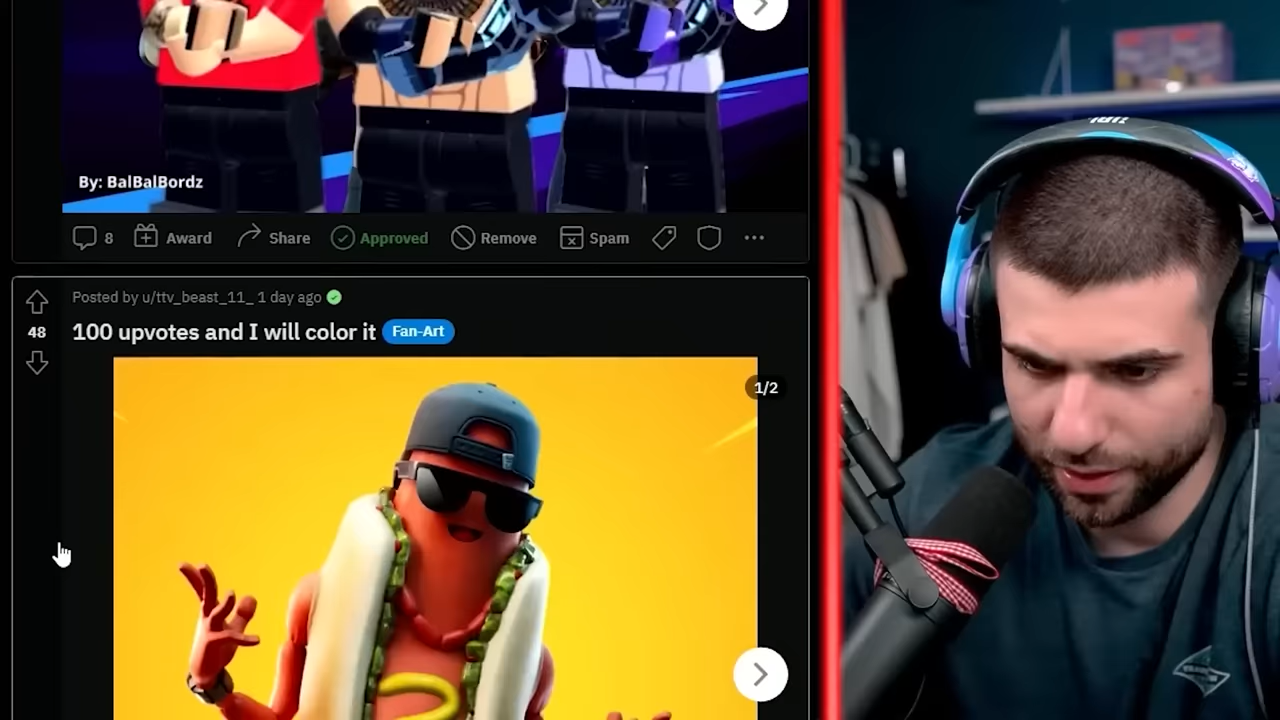 By: BalBalBordz
8 Award Share Approved Remove Spam
Posted by u/ttv_beast_11_ 1 day ago
48
100 upvotes and I will color it Fan-Art
1/2